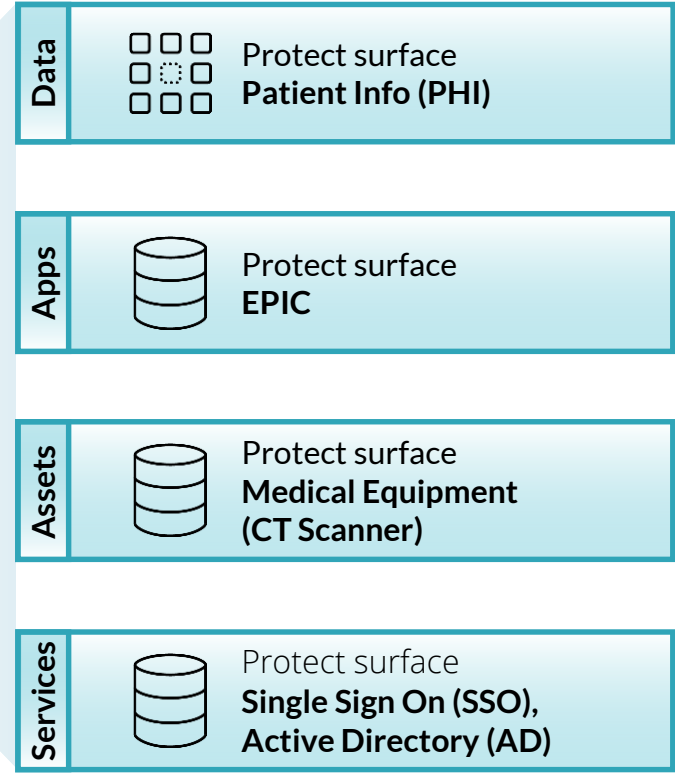 Data
Protect surface
Patient Info (PHI)
Apps
Protect surface
EPIC
Assets
Protect surface
Medical Equipment
(CT Scanner)
Services
Protect surface
Single Sign On (SSO),
Active Directory (AD)